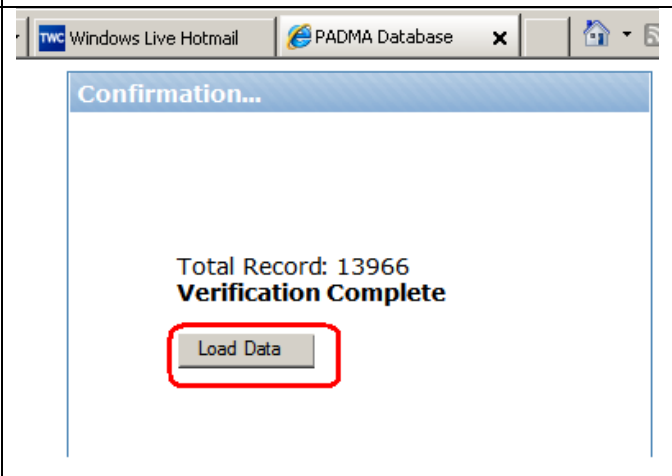 TWC Windows Live Hotmail PADMA Database
Confirmation...
Total Record: 13966
Verification Complete
Load Data